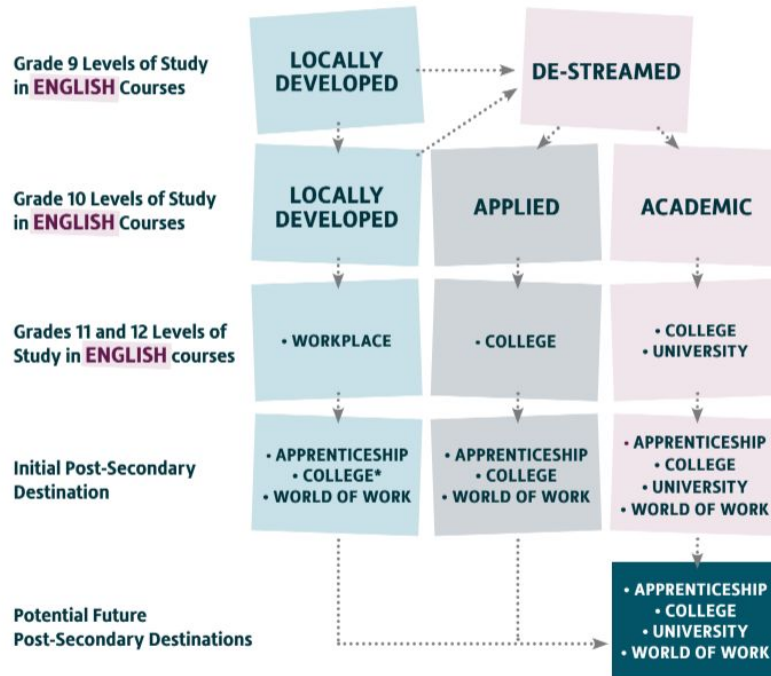 Grade 9 Levels of Study
in ENGLISH Courses
LOCALLY
DEVELOPED
DE-STREAMED
Grade 10 Levels of Study
in ENGLISH Courses
LOCALLY
DEVELOPED
APPLIED
ACADEMIC
Grades 11 and 12 Levels of
Study in ENGLISH courses
• WORKPLACE
• COLLEGE
• COLLEGE
• UNIVERSITY
Initial Post-Secondary
Destination
• APPRENTICESHIP
• COLLEGE*
• WORLD OF WORK
• APPRENTICESHIP
• COLLEGE
• WORLD OF WORK
• APPRENTICESHIP
• COLLEGE
• UNIVERSITY
• WORLD OF WORK
Potential Future
Post-Secondary Destinations
• APPRENTICESHIP
• COLLEGE
• UNIVERSITY
• WORLD OF WORK